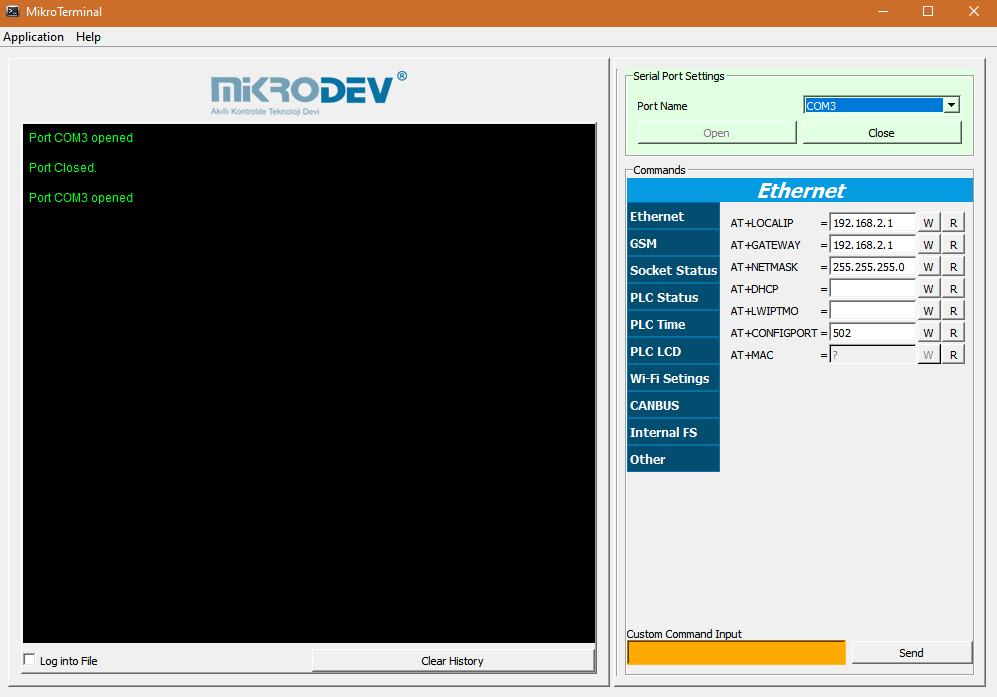 MikroTerminal
Application Help
MiKRODEV®
Akıllı Kontrolde Teknoloji Devi
Port COM3 opened
Port Closed.
Port COM3 opened
Log into File
Clear History
Serial Port Settings
Port Name COM3
Open Close
Commands
Ethernet
Ethernet
GSM
Socket Status
PLC Status
PLC Time
PLC LCD
Wi-Fi Setings
CANBUS
Internal FS
Other
AT+LOCALIP = 192.168.2.1 W R
AT+GATEWAY = 192.168.2.1 W R
AT+NETMASK = 255.255.255.0 W R
AT+DHCP = W R
AT+LWIPTMO = W R
AT+CONFIGPORT = 502 W R
AT+MAC = ? W R
Custom Command Input
Send